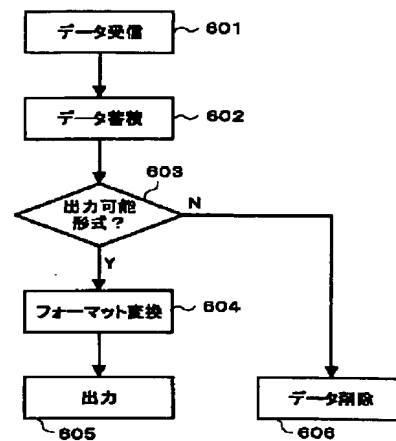 データ受信
601
データ蓄積
602
603
出力可能
形式?
N
Y
フォーマット変換
604
出力
605
データ削除
606